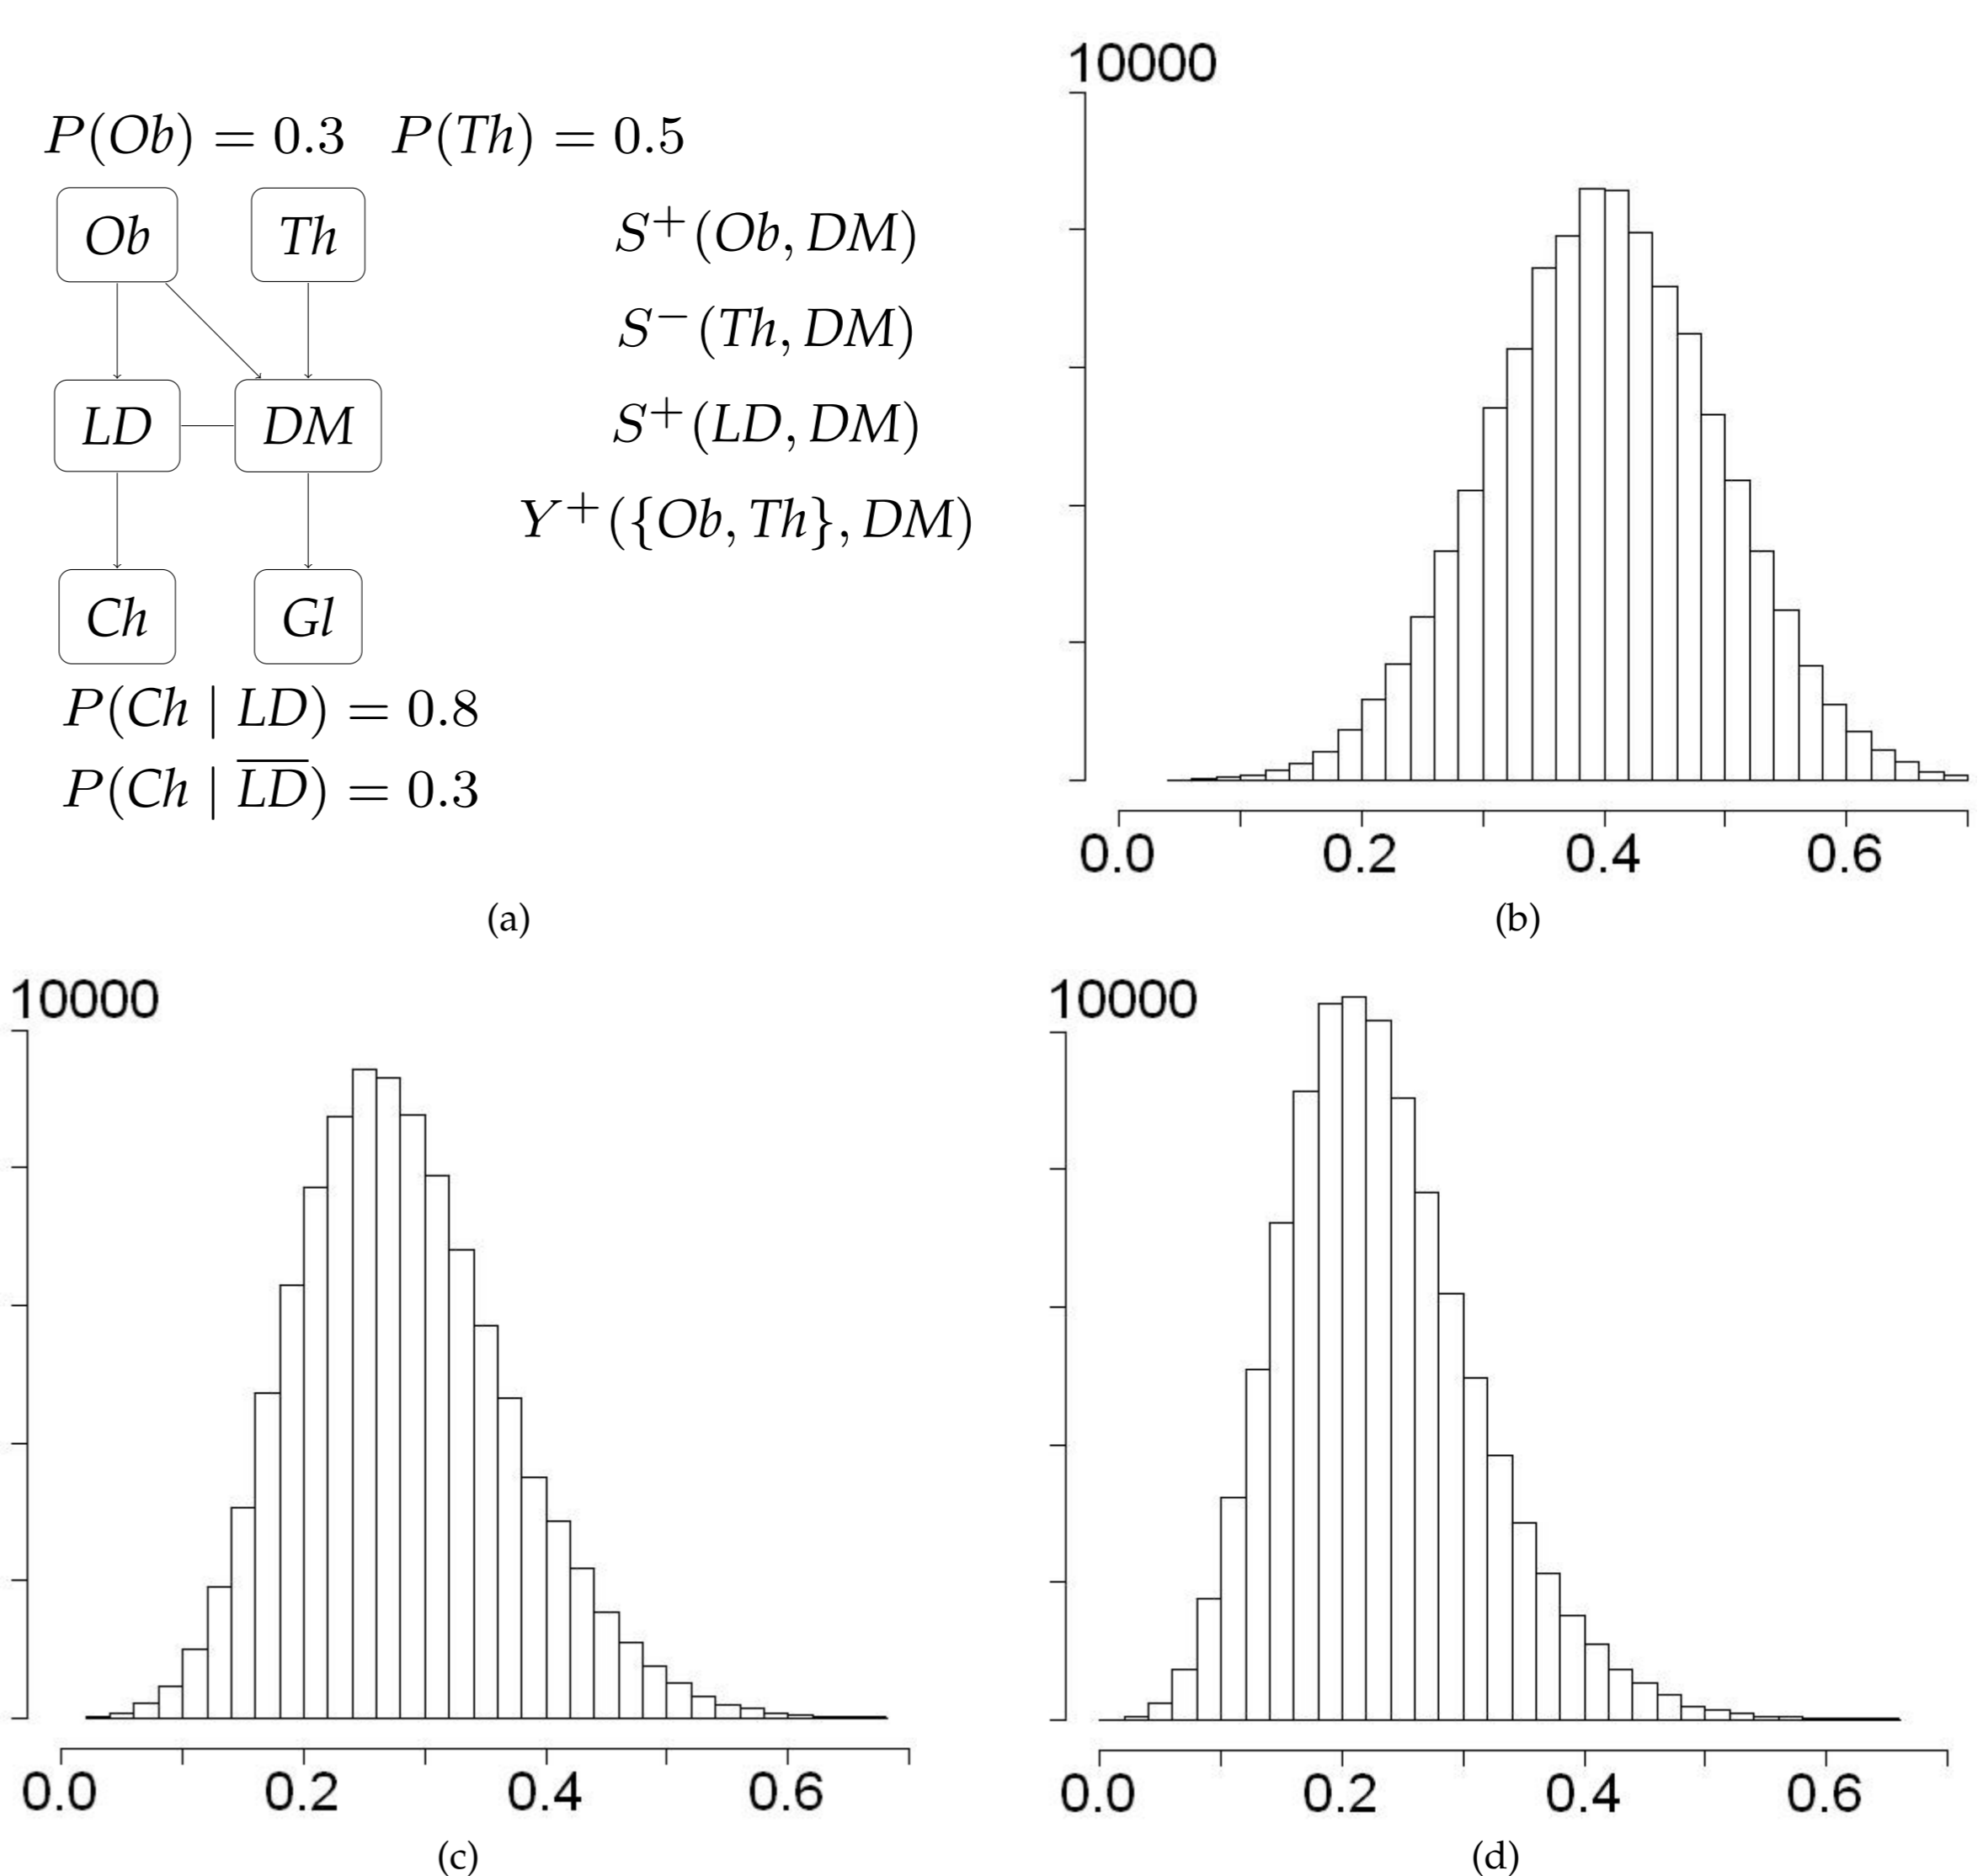 P(Ob) = 0.3 P(Th) = 0.5
Ob Th
S⁺(Ob, DM)
S⁻(Th, DM)
LD DM
S⁺(LD, DM)
Y⁺({Ob, Th}, DM)
Ch Gl
P(Ch | LD) = 0.8
P(Ch | L̅D̅) = 0.3
(a)
10000
0.0 0.2 0.4 0.6
(b)
10000
0.0 0.2 0.4 0.6
(c)
10000
0.0 0.2 0.4 0.6
(d)